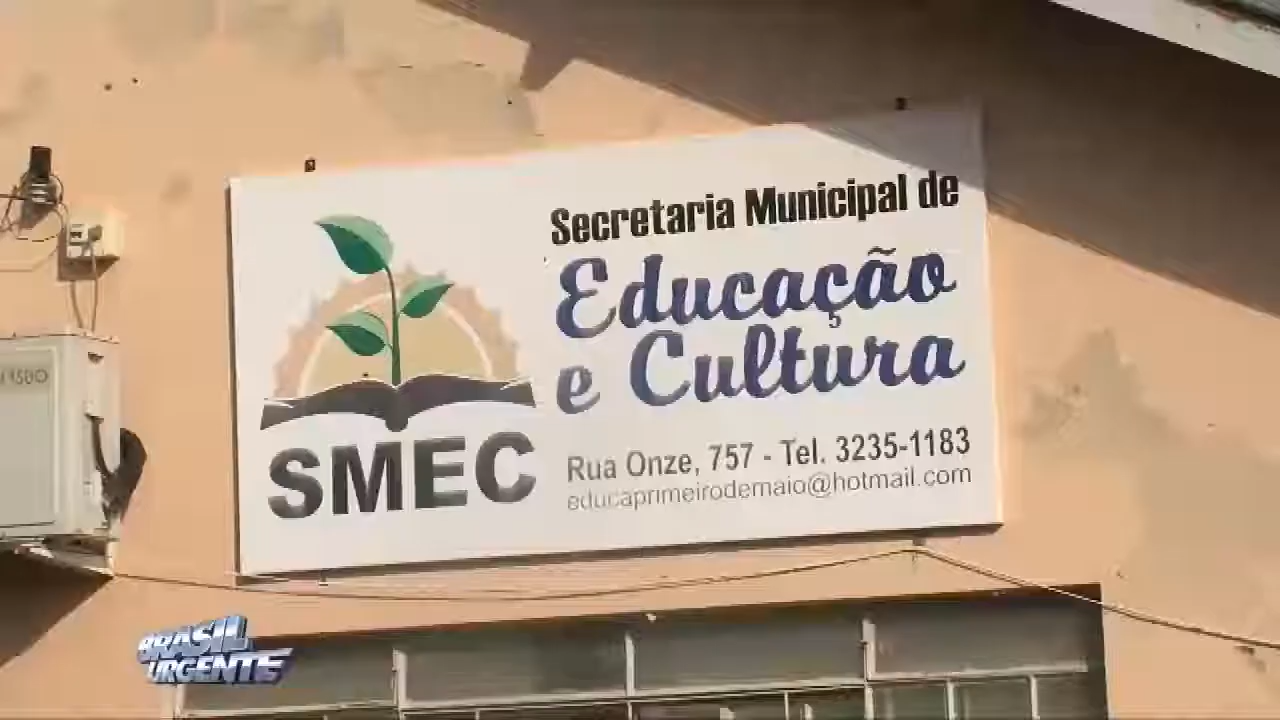 Secretaria Municipal de
Educação
e Cultura
SMEC
Rua Onze, 757 - Tel. 3235-1183
educaprimeirodemaio@hotmail.com
BRASIL
URGENTE